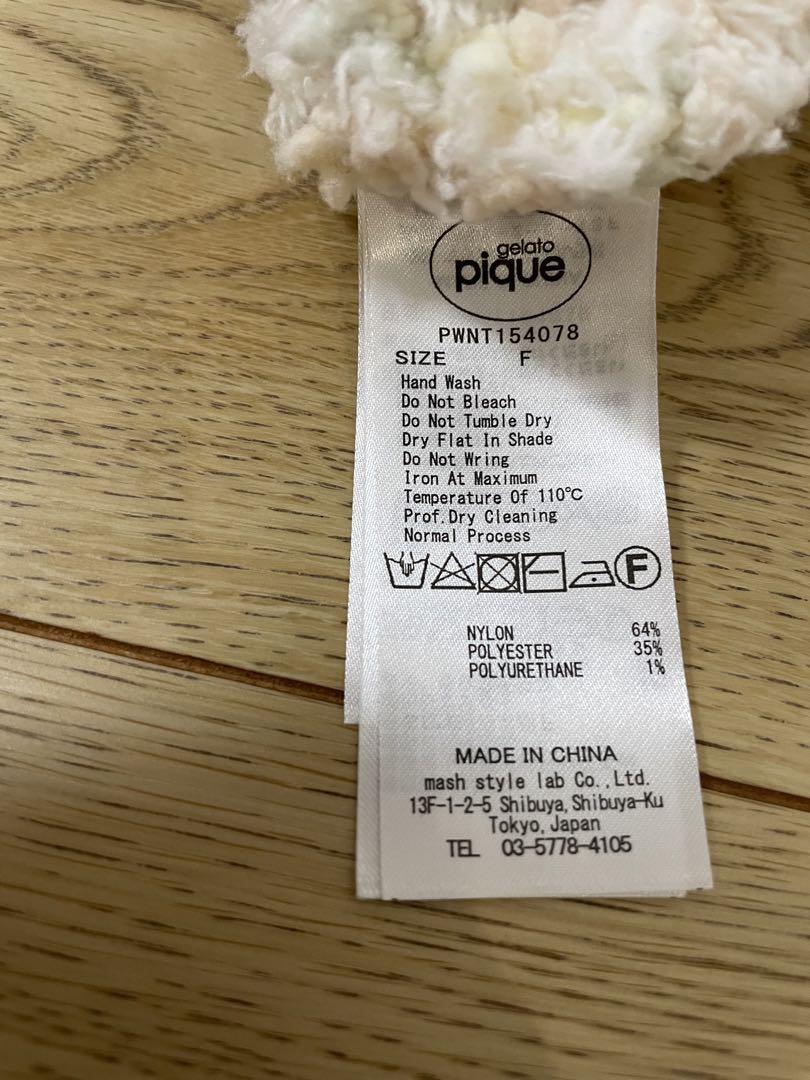 gelato
pique
PWNT154078
SIZE F
Hand Wash
Do Not Bleach
Do Not Tumble Dry
Dry Flat In Shade
Do Not Wring
Iron At Maximum
Temperature Of 110℃
Prof.Dry Cleaning
Normal Process
F
NYLON 64%
POLYESTER 35%
POLYURETHANE 1%
MADE IN CHINA
mash style lab Co.,Ltd.
13F-1-2-5 Shibuya,Shibuya-Ku
Tokyo,Japan
TEL 03-5778-4105